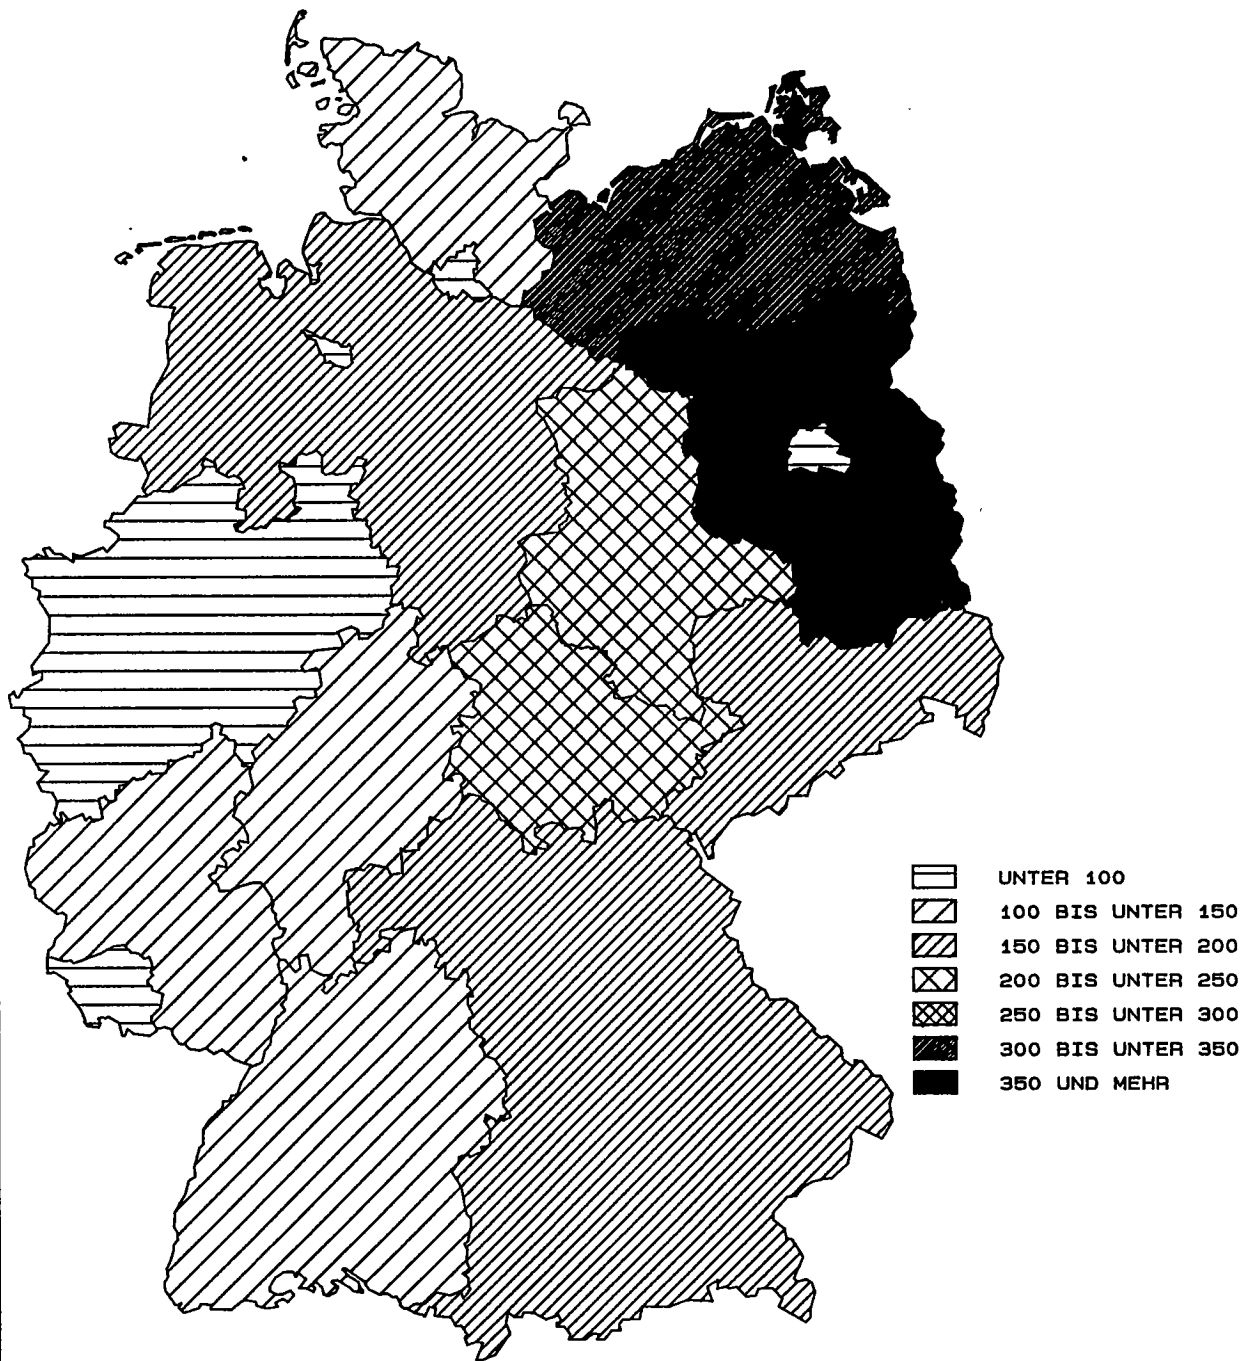 UNTER 100
100 BIS UNTER 150
150 BIS UNTER 200
200 BIS UNTER 250
250 BIS UNTER 300
300 BIS UNTER 350
350 UND MEHR